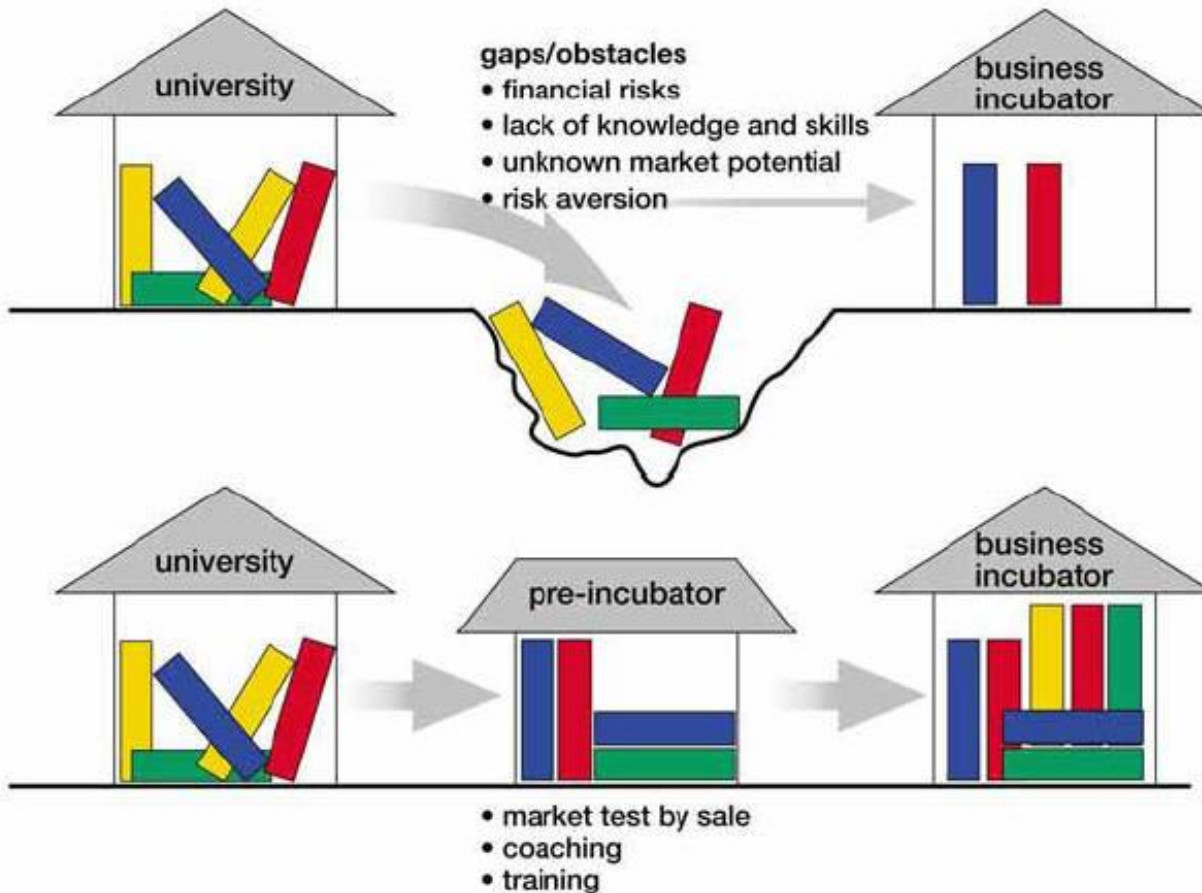 university
gaps/obstacles
• financial risks
• lack of knowledge and skills
• unknown market potential
• risk aversion
business
incubator
university
pre-incubator
business
incubator
• market test by sale
• coaching
• training